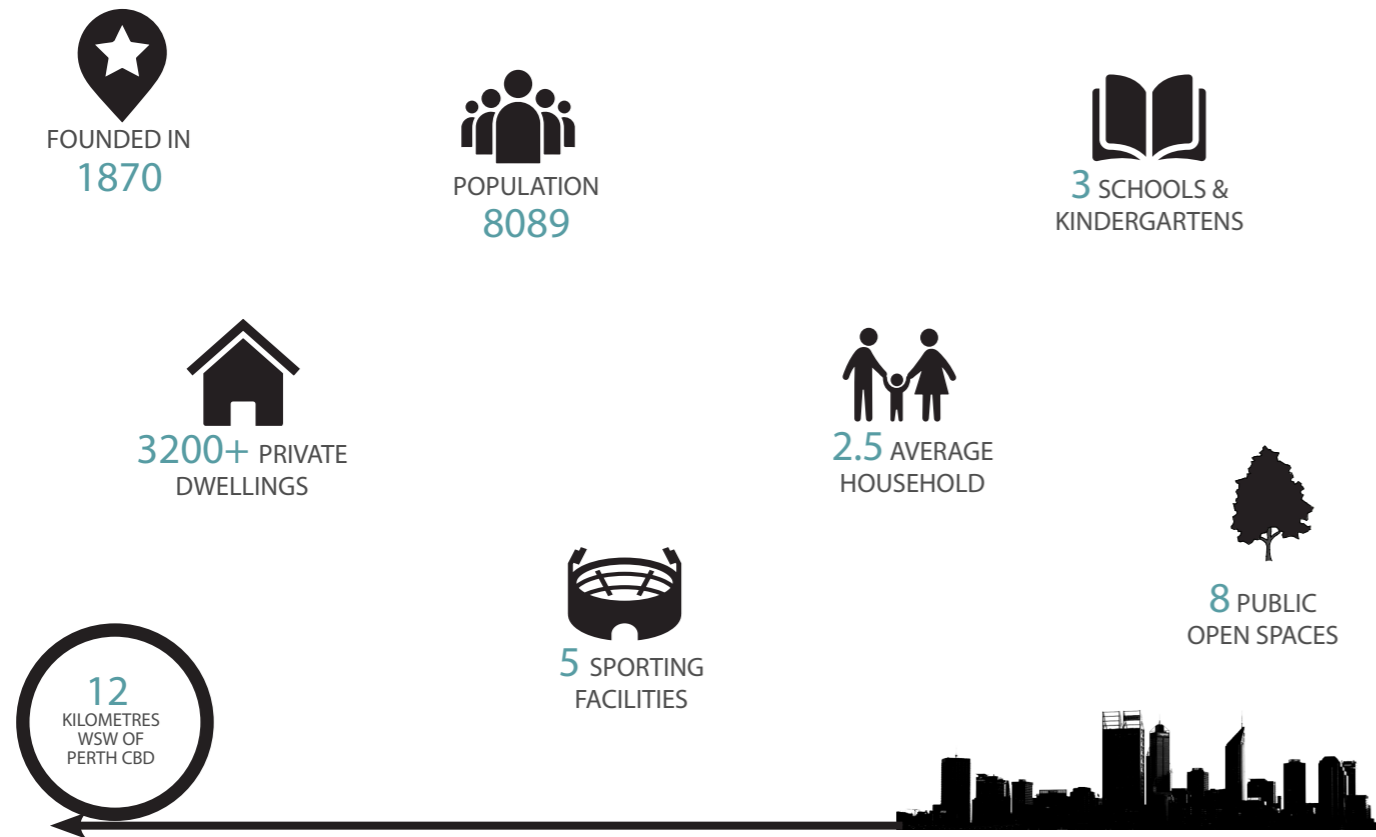 FOUNDED IN
1870
POPULATION
8089
3 SCHOOLS &
KINDERGARTENS
3200+ PRIVATE
DWELLINGS
2.5 AVERAGE
HOUSEHOLD
8 PUBLIC
OPEN SPACES
5 SPORTING
FACILITIES
12
KILOMETRES
WSW OF
PERTH CBD